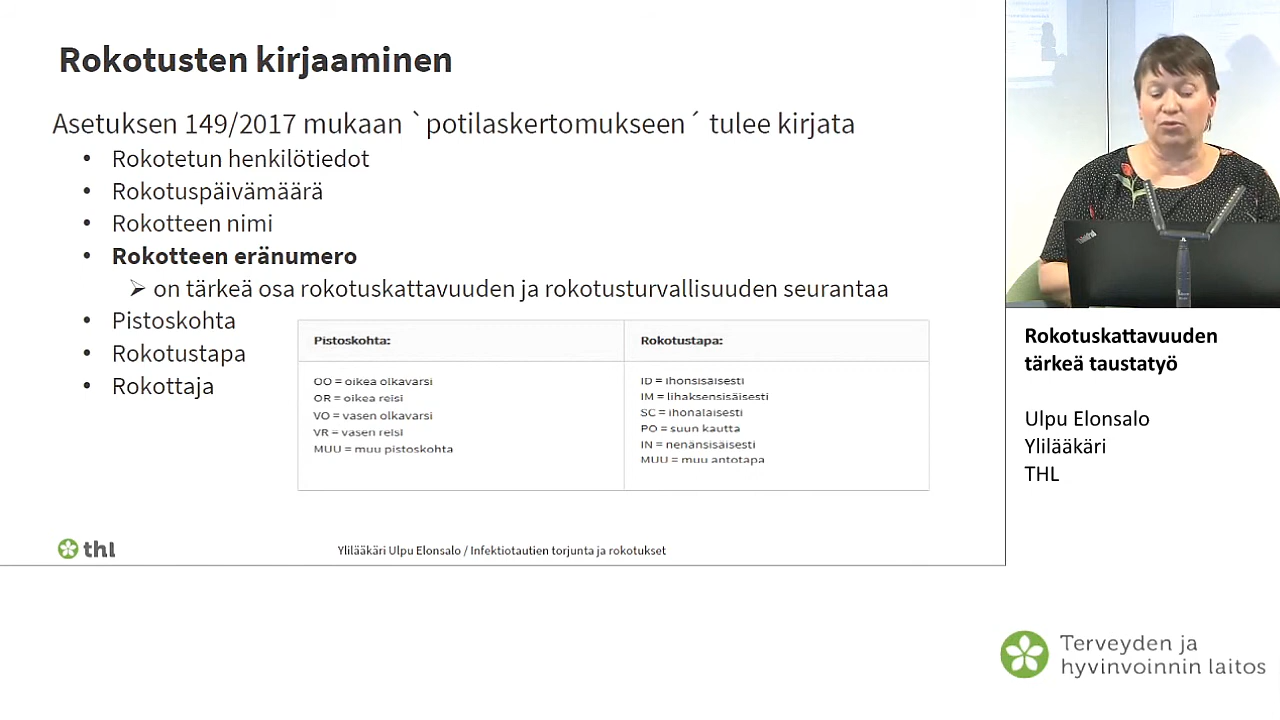 Rokotusten kirjaaminen
Asetuksen 149/2017 mukaan `potilaskertomukseen´ tulee kirjata
• Rokotetun henkilötiedot
• Rokotuspäivämäärä
• Rokotteen nimi
• Rokotteen eränumero
➢ on tärkeä osa rokotuskattavuuden ja rokotusturvallisuuden seurantaa
• Pistoskohta
• Rokotustapa
• Rokottaja
Pistoskohta:
OO = oikea olkavarsi
OR = oikea reisi
VO = vasen olkavarsi
VR = vasen reisi
MUU = muu pistoskohta
Rokotustapa:
ID = ihonsisäisesti
IM = lihaksensisäisesti
SC = ihonalaisesti
PO = suun kautta
IN = nenänsisäisesti
MUU = muu antotapa
thl
Ylilääkäri Ulpu Elonsalo / Infektiotautien torjunta ja rokotukset
Rokotuskattavuuden
tärkeä taustatyö
Ulpu Elonsalo
Ylilääkäri
THL
Terveyden ja
hyvinvoinnin laitos